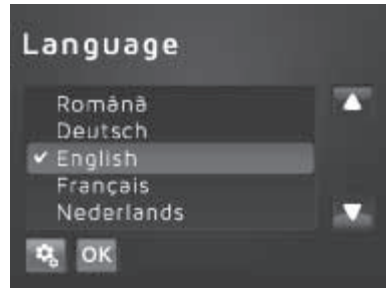 Language
Română
Deutsch
English
Français
Nederlands
OK